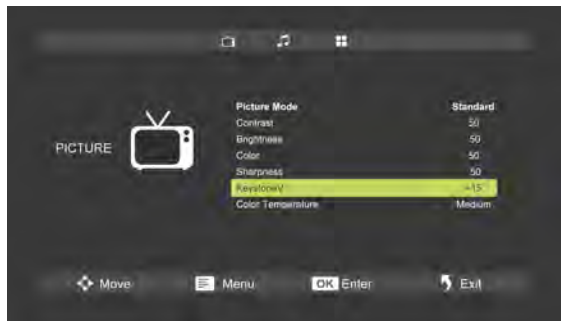 Picture Mode Standard
Contrast 50
Brightness 50
PICTURE
Color 50
Sharpness 50
KeystoneV
Color Temperature Medium
Move Menu OK Enter Exit